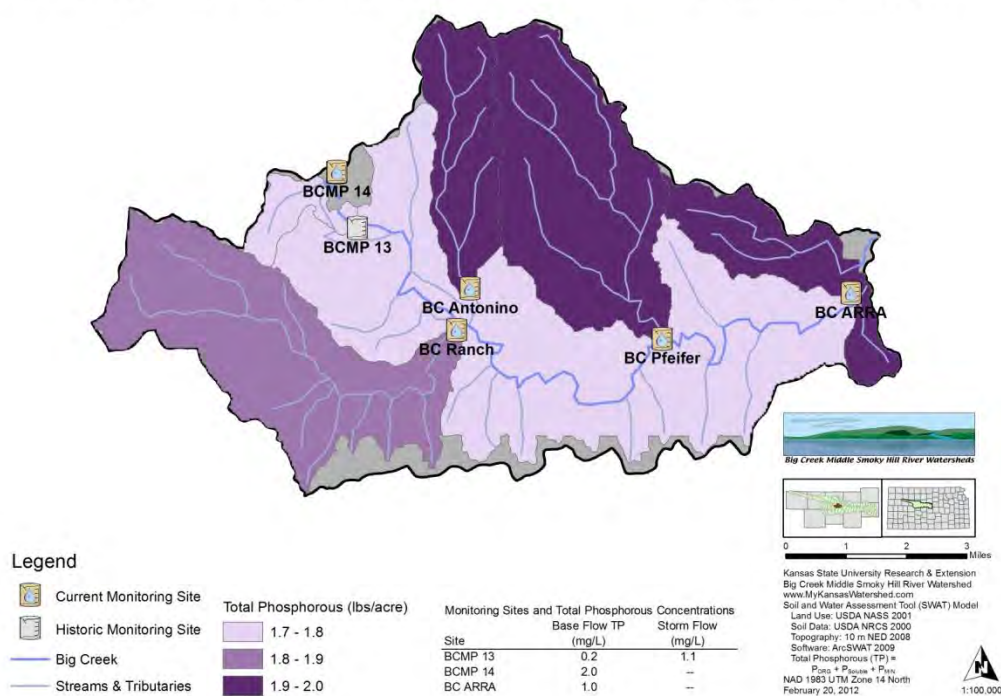 BCMP 14
BCMP 13
BC Antonino
BC Ranch
BC Pfeifer
BC ARRA
Big Creek Middle Smoky Hill River Watersheds
0 1 2 3
Miles
Legend
Current Monitoring Site
Historic Monitoring Site
Big Creek
Streams & Tributaries
Total Phosphorous (lbs/acre)
1.7 - 1.8
1.8 - 1.9
1.9 - 2.0
Monitoring Sites and Total Phosphorous Concentrations
Base Flow TP Storm Flow
Site (mg/L) (mg/L)
BCMP 13 0.2 1.1
BCMP 14 2.0 --
BC ARRA 1.0 --
Kansas State University Research & Extension
Big Creek Middle Smoky Hill River Watershed
www.MyKansasWatershed.com
Soil and Water Assessment Tool (SWAT) Model
Land Use: USDA NASS 2001
Soil Data: USDA NRCS 2000
Topography: 10 m NED 2008
Software: ArcSWAT 2009
Total Phosphorous (TP) =
PORG + PSoluble + PMIN
NAD 1983 UTM Zone 14 North
February 20, 2012
N
1:100,000